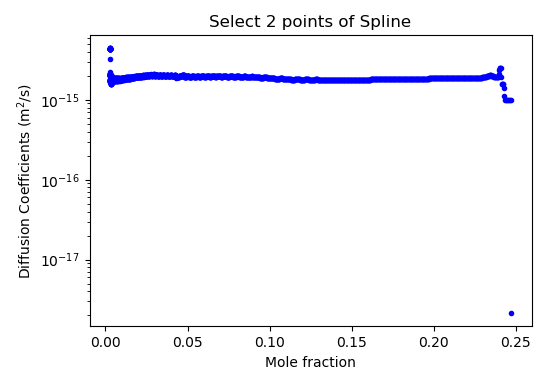 Select 2 points of Spline
Diffusion Coefficients (m²/s)
10⁻¹⁵
10⁻¹⁶
10⁻¹⁷
0.00 0.05 0.10 0.15 0.20 0.25
Mole fraction